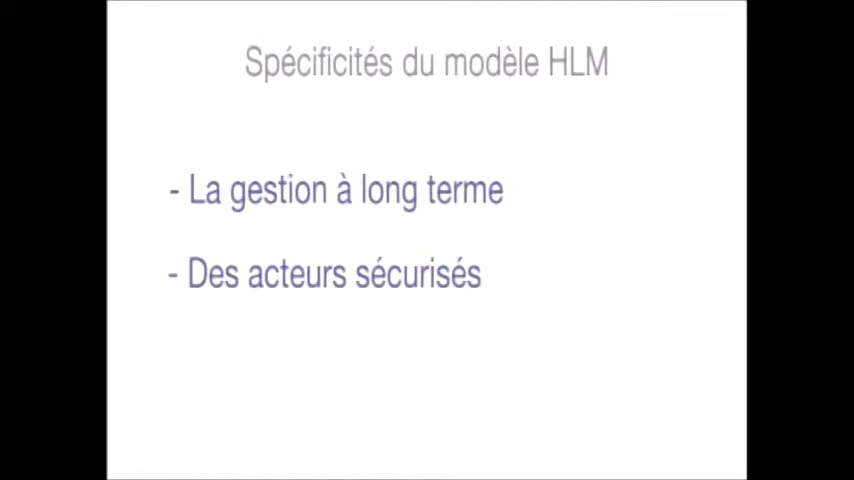 Spécificités du modèle HLM
- La gestion à long terme
- Des acteurs sécurisés